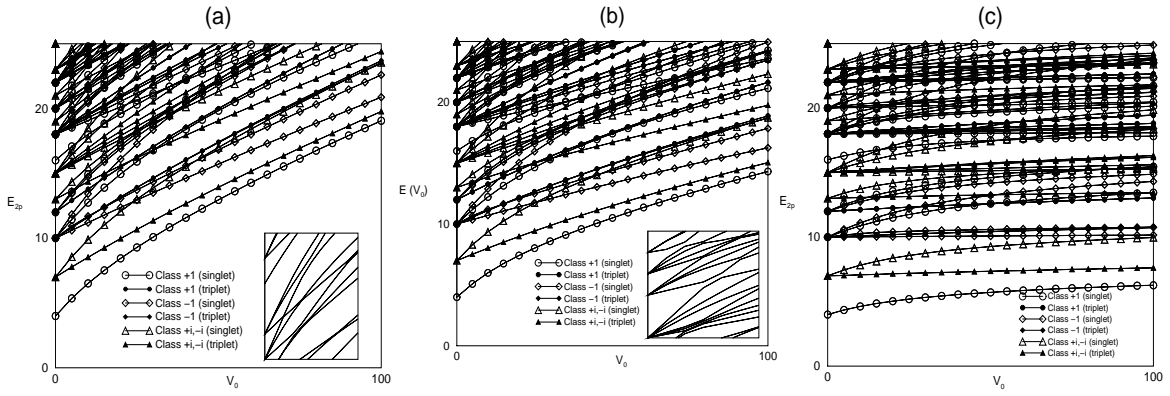 (a)
20
E2p
10
0
0
V0
100
Class +1 (singlet)
Class +1 (triplet)
Class −1 (singlet)
Class −1 (triplet)
Class +i,−i (singlet)
Class +i,−i (triplet)
(b)
20
E (V0)
10
0
0
V0
100
Class +1 (singlet)
Class +1 (triplet)
Class −1 (singlet)
Class −1 (triplet)
Class +i,−i (singlet)
Class +i,−i (triplet)
(c)
20
E2p
10
0
0
V0
100
Class +1 (singlet)
Class +1 (triplet)
Class −1 (singlet)
Class −1 (triplet)
Class +i,−i (singlet)
Class +i,−i (triplet)